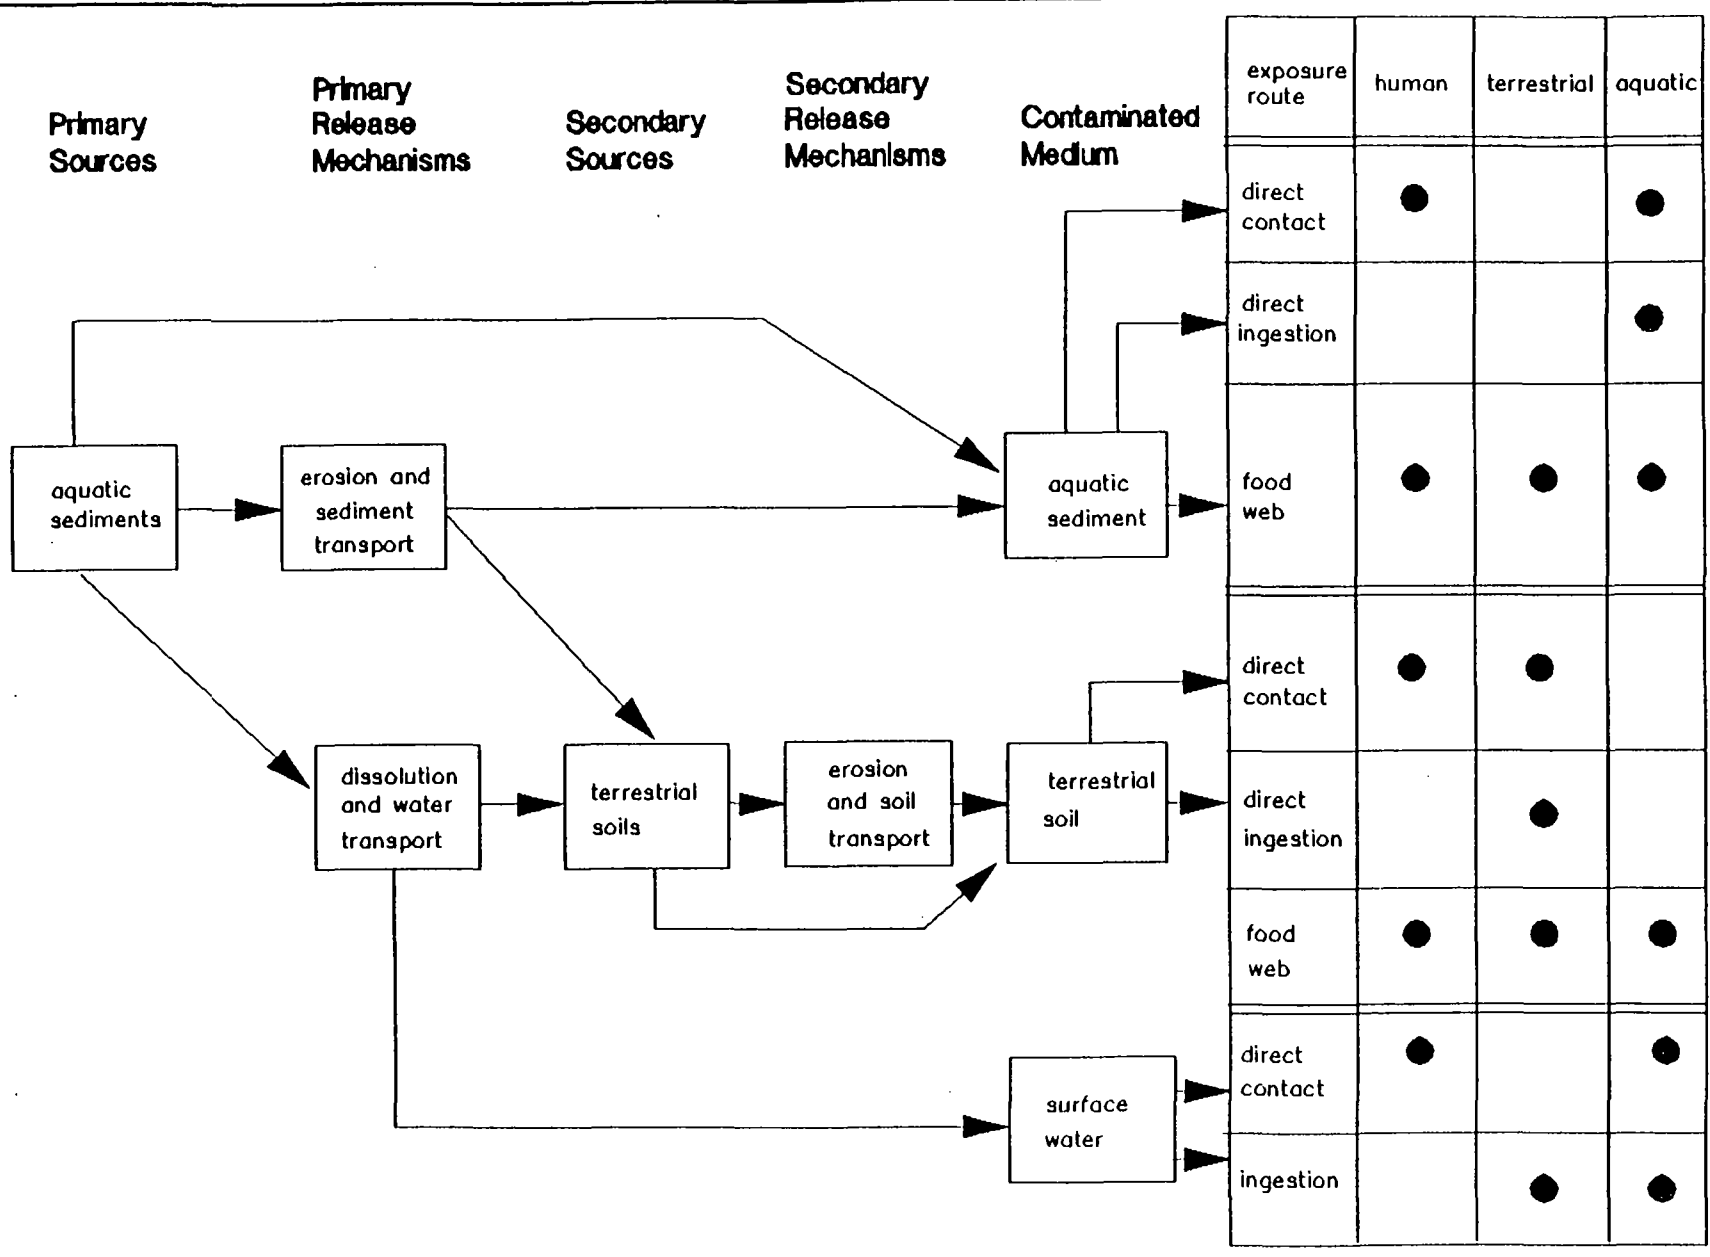 Primary
Sources
Primary
Release
Mechanisms
Secondary
Sources
Secondary
Release
Mechanisms
Contaminated
Medium
exposure
route
human
terrestrial
aquatic
direct
contact
direct
ingestion
food
web
aquatic
sediments
erosion and
sediment
transport
aquatic
sediment
direct
contact
dissolution
and water
transport
terrestrial
soils
erosion
and soil
transport
terrestrial
soil
direct
ingestion
food
web
surface
water
direct
contact
ingestion